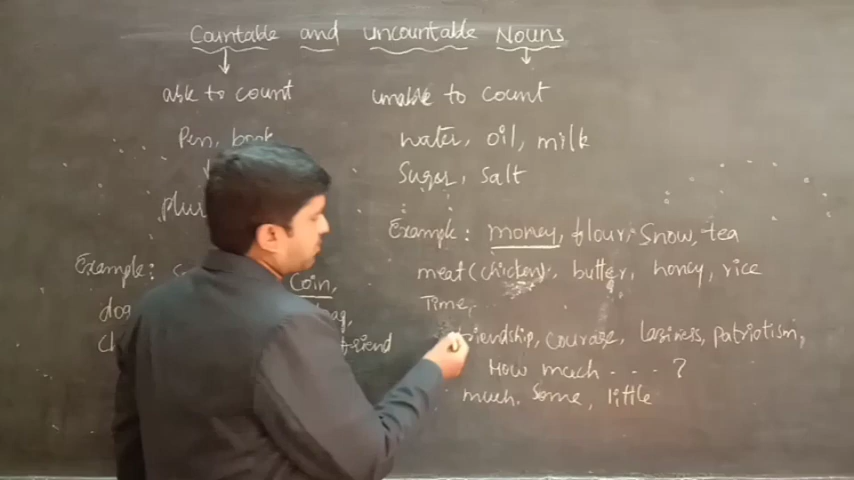 Countable and uncountable Nouns
able to count unable to count
Pen, book water, oil, milk
Sugar, salt
Example: money, flour, Snow, tea
Example: Coin, meat (chicken), butter, honey, rice
dog Time,
friend friendship, courage, laziness, patriotism,
How much - - - ?
much, Some, little